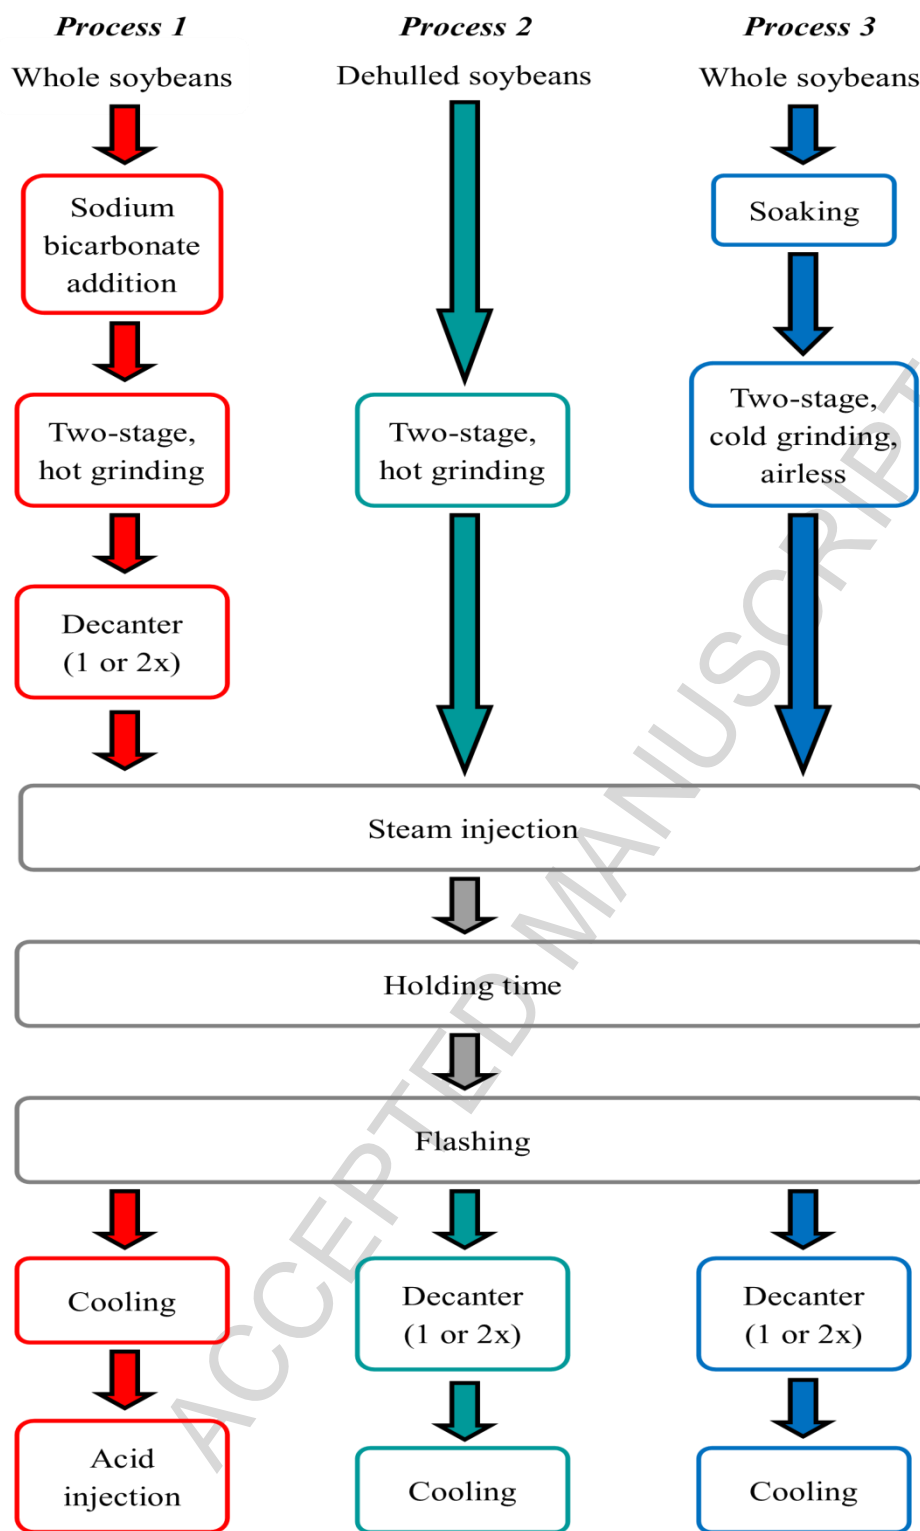 Process 1
Process 2
Process 3
Whole soybeans
Dehulled soybeans
Whole soybeans
Sodium
bicarbonate
addition
Soaking
Two-stage,
hot grinding
Two-stage,
hot grinding
Two-stage,
cold grinding,
airless
Decanter
(1 or 2x)
Steam injection
Holding time
Flashing
Cooling
Decanter
(1 or 2x)
Decanter
(1 or 2x)
Acid
injection
Cooling
Cooling
ACCEPTED MANUSCRIPT